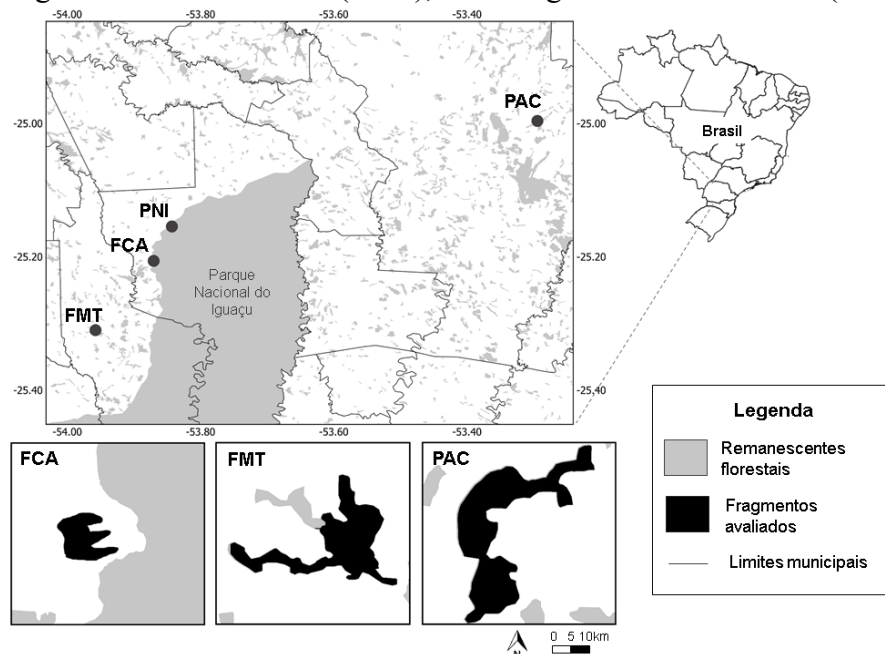 -54.00 -53.80 -53.60 -53.40
PAC
-25.00 -25.00
Brasil
PNI
-25.20 FCA -25.20
Parque
Nacional do
Iguaçu
FMT
-25.40 -25.40
-54.00 -53.80 -53.60 -53.40
FCA FMT PAC
Legenda
Remanescentes
florestais
Fragmentos
avaliados
Limites municipais
N
0 5 10km